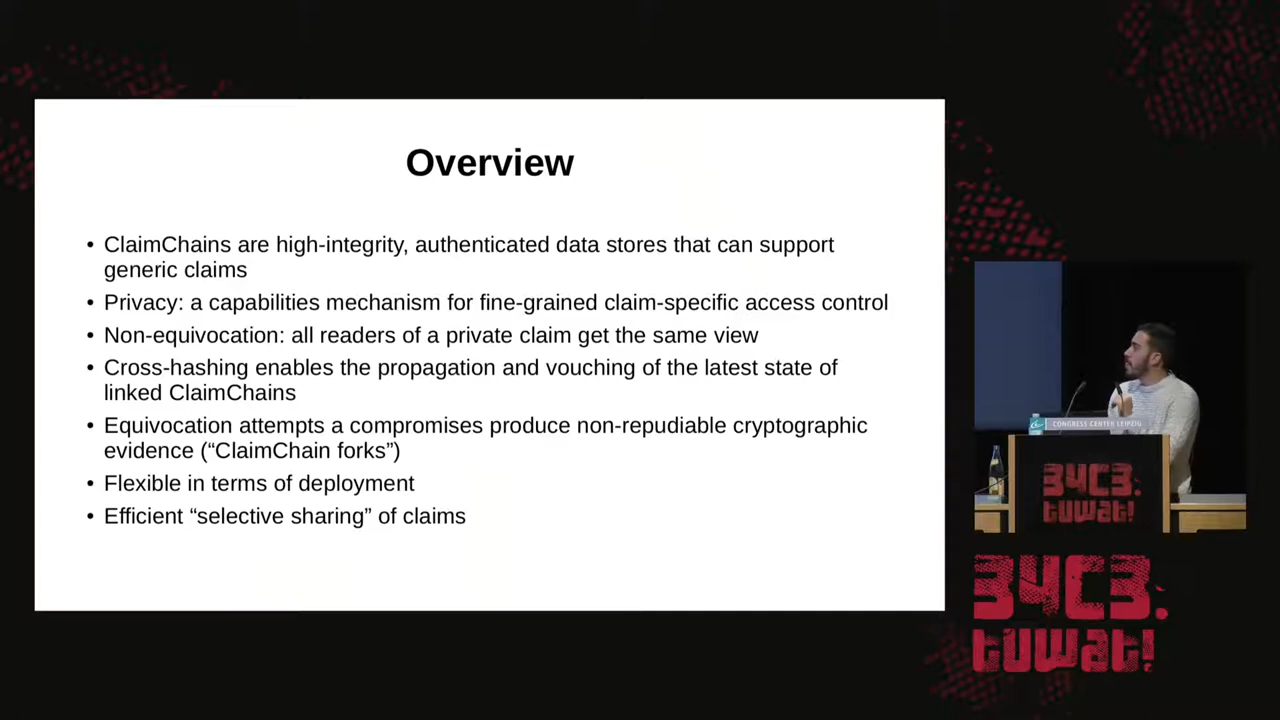 Overview
• ClaimChains are high-integrity, authenticated data stores that can support
generic claims
• Privacy: a capabilities mechanism for fine-grained claim-specific access control
• Non-equivocation: all readers of a private claim get the same view
• Cross-hashing enables the propagation and vouching of the latest state of
linked ClaimChains
• Equivocation attempts a compromises produce non-repudiable cryptographic
evidence (“ClaimChain forks”)
• Flexible in terms of deployment
• Efficient “selective sharing” of claims
CONGRESS CENTER LEIPZIG
34C3.
tuwat!
34C3.
tuwat!